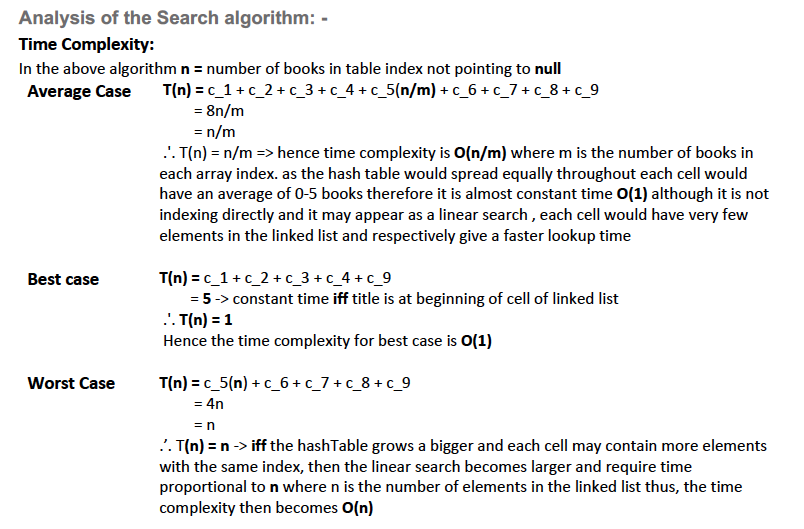 Analysis of the Search algorithm: -
Time Complexity:
In the above algorithm n = number of books in table index not pointing to null
Average Case T(n) = c_1 + c_2 + c_3 + c_4 + c_5(n/m) + c_6 + c_7 + c_8 + c_9
= 8n/m
= n/m
∴ T(n) = n/m => hence time complexity is O(n/m) where m is the number of books in
each array index. as the hash table would spread equally throughout each cell would
have an average of 0-5 books therefore it is almost constant time O(1) although it is not
indexing directly and it may appear as a linear search , each cell would have very few
elements in the linked list and respectively give a faster lookup time
Best case T(n) = c_1 + c_2 + c_3 + c_4 + c_9
= 5 -> constant time iff title is at beginning of cell of linked list
∴ T(n) = 1
Hence the time complexity for best case is O(1)
Worst Case T(n) = c_5(n) + c_6 + c_7 + c_8 + c_9
= 4n
= n
∴ T(n) = n -> iff the hashTable grows a bigger and each cell may contain more elements
with the same index, then the linear search becomes larger and require time
proportional to n where n is the number of elements in the linked list thus, the time
complexity then becomes O(n)